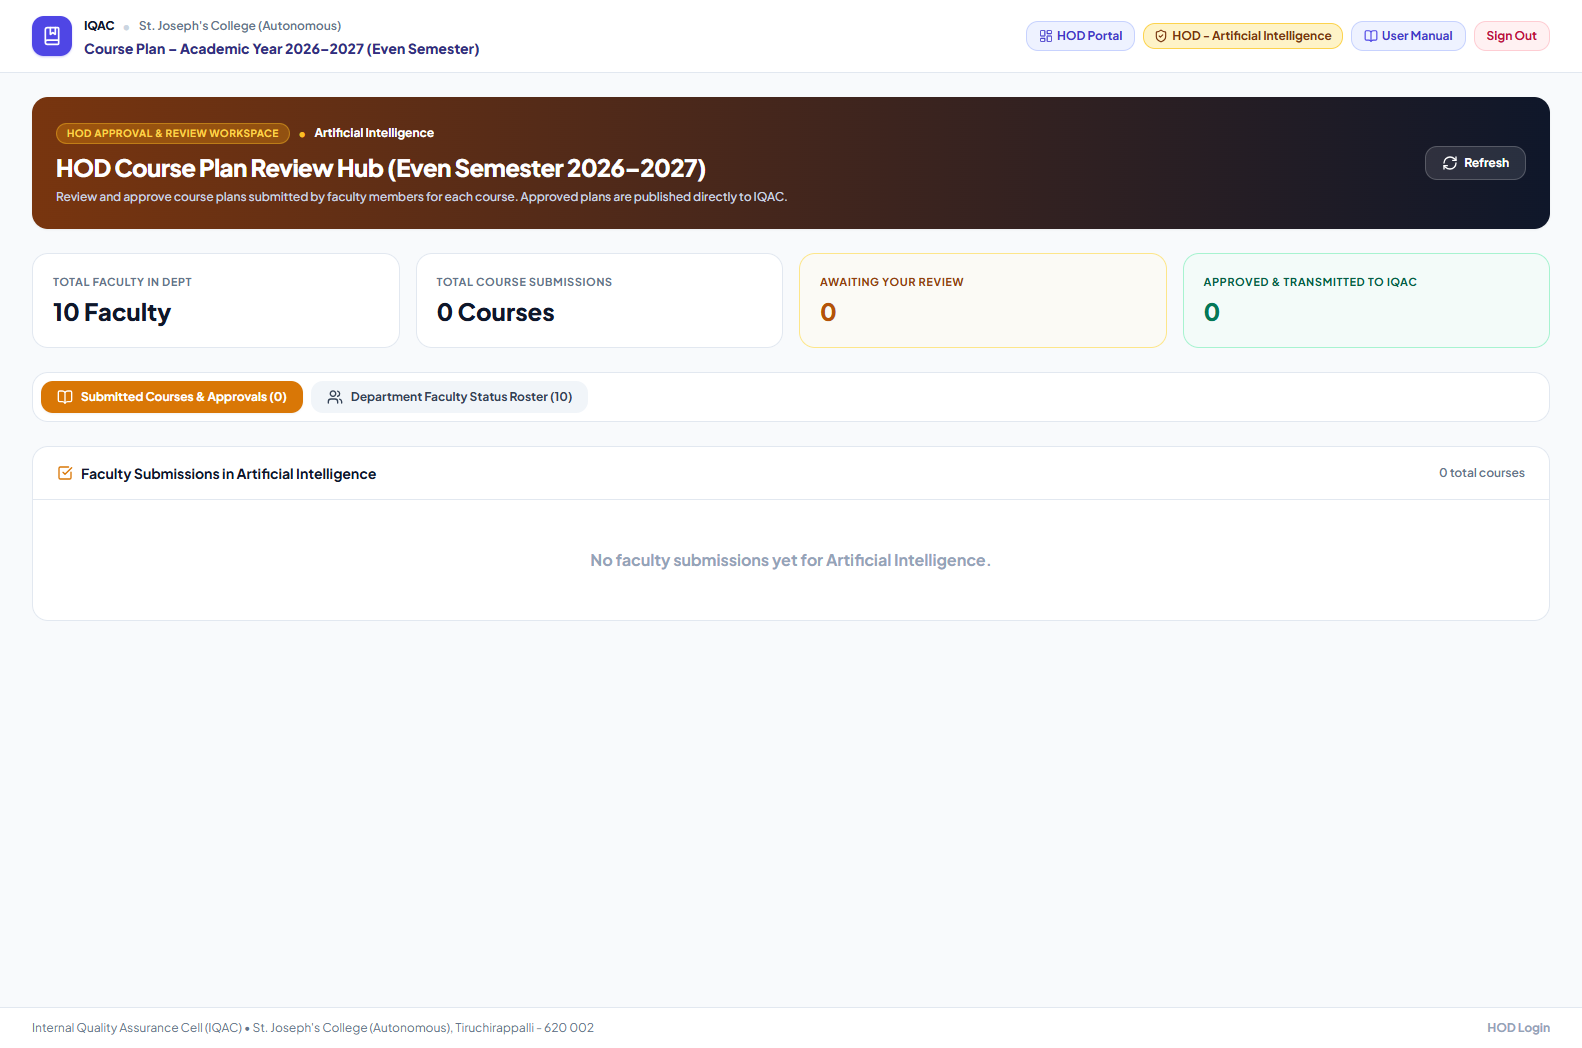 IQAC • St. Joseph's College (Autonomous)
Course Plan – Academic Year 2026–2027 (Even Semester)
HOD Portal
HOD - Artificial Intelligence
User Manual
Sign Out
HOD APPROVAL & REVIEW WORKSPACE • Artificial Intelligence
HOD Course Plan Review Hub (Even Semester 2026–2027)
Review and approve course plans submitted by faculty members for each course. Approved plans are published directly to IQAC.
Refresh
TOTAL FACULTY IN DEPT
10 Faculty
TOTAL COURSE SUBMISSIONS
0 Courses
AWAITING YOUR REVIEW
0
APPROVED & TRANSMITTED TO IQAC
0
Submitted Courses & Approvals (0)
Department Faculty Status Roster (10)
Faculty Submissions in Artificial Intelligence
0 total courses
No faculty submissions yet for Artificial Intelligence.
Internal Quality Assurance Cell (IQAC) • St. Joseph's College (Autonomous), Tiruchirappalli - 620 002
HOD Login